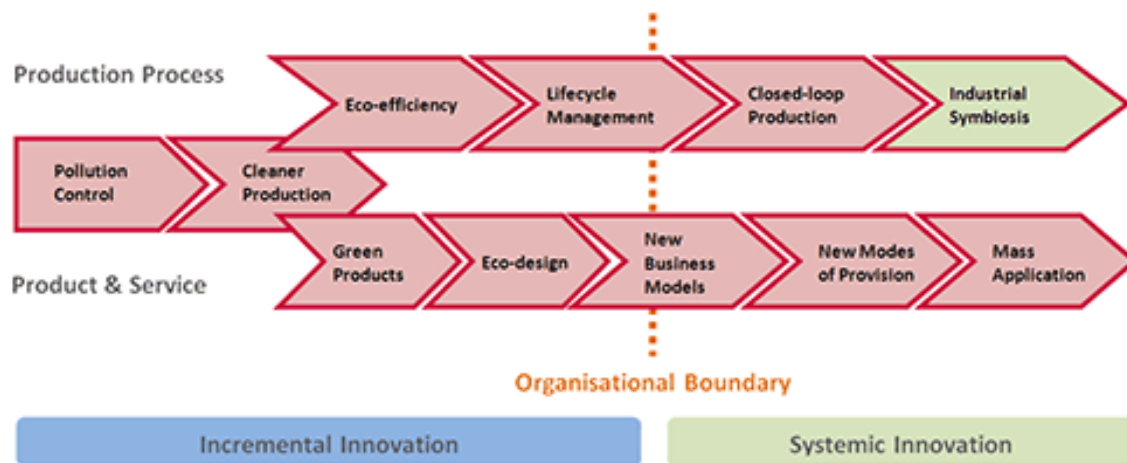 Production Process
Eco-efficiency
Lifecycle
Management
Closed-loop
Production
Industrial
Symbiosis
Pollution
Control
Cleaner
Production
Product & Service
Green
Products
Eco-design
New
Business
Models
New Modes
of Provision
Mass
Application
Organisational Boundary
Incremental Innovation
Systemic Innovation